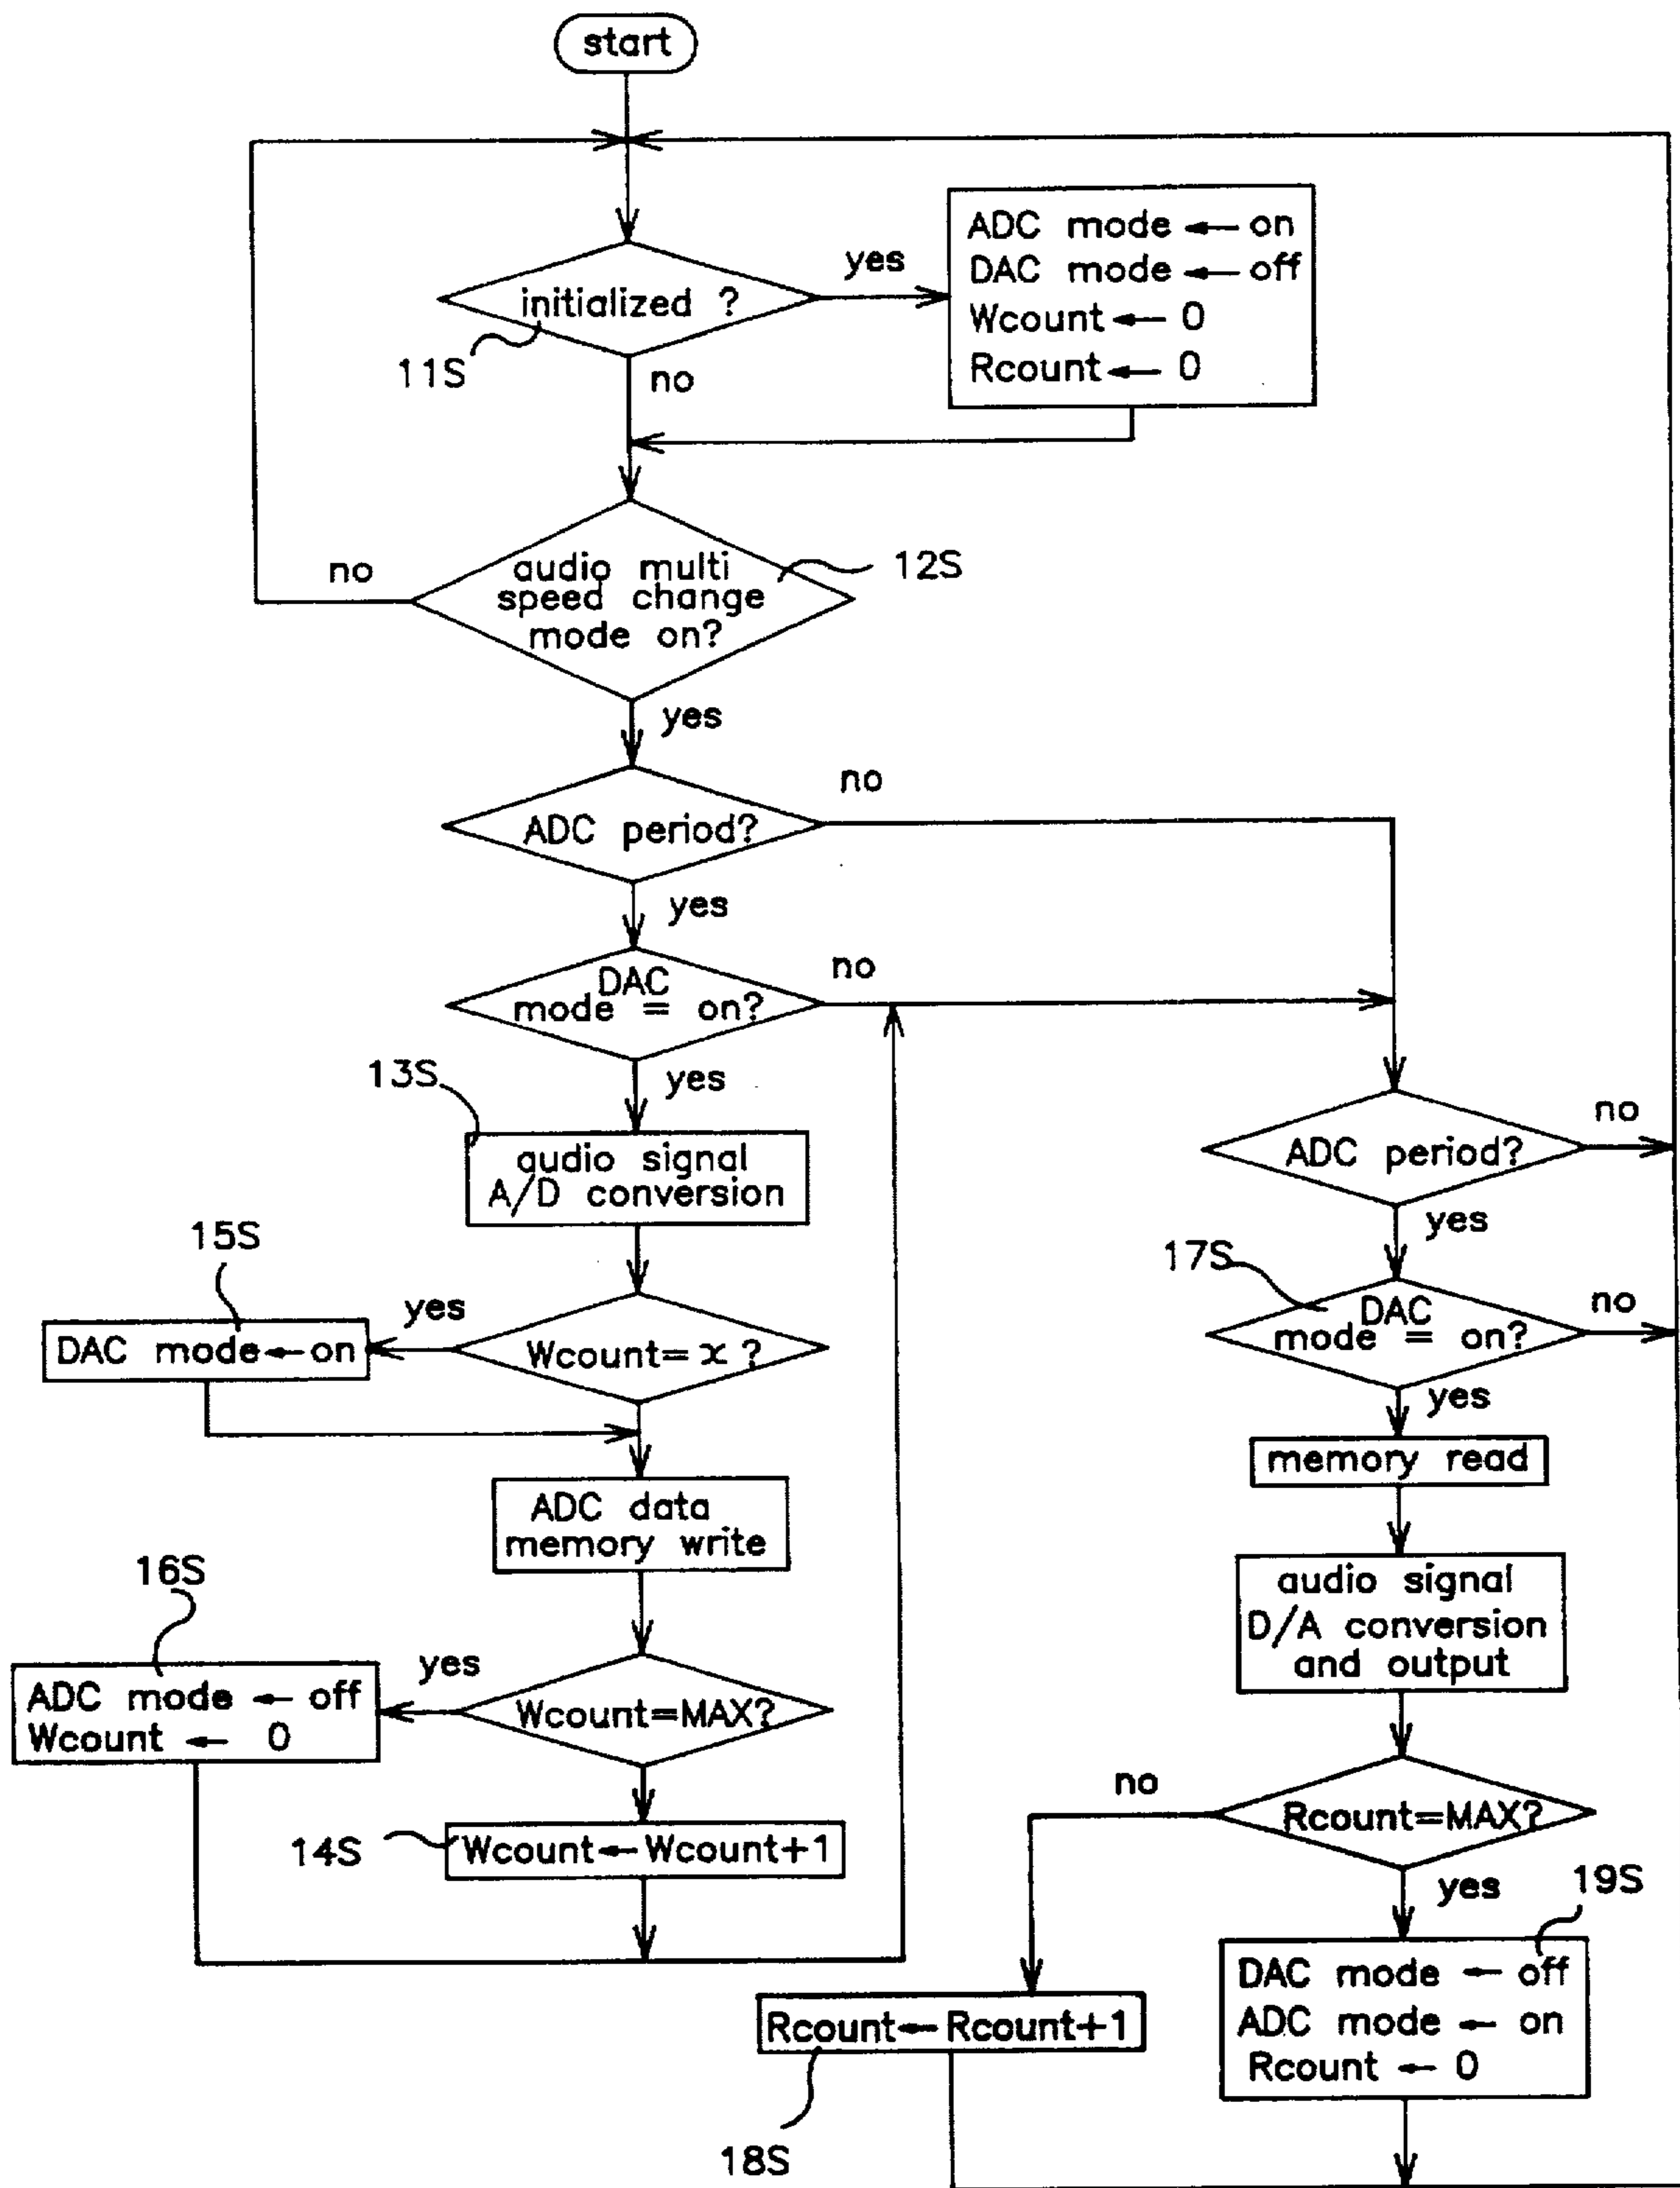 start
initialized ?
yes
11S
no
ADC mode ← on
DAC mode ← off
Wcount ← 0
Rcount ← 0
no
audio multi
speed change
mode on?
12S
yes
ADC period?
no
yes
DAC
mode = on?
no
13S
yes
audio signal
A/D conversion
15S
yes
DAC mode ← on
Wcount = x ?
ADC data
memory write
16S
yes
ADC mode ← off
Wcount ← 0
Wcount=MAX?
14S
Wcount ← Wcount+1
ADC period?
no
yes
17S
DAC
mode = on?
no
yes
memory read
audio signal
D/A conversion
and output
no
Rcount=MAX?
yes
19S
DAC mode ← off
ADC mode ← on
Rcount ← 0
Rcount ← Rcount+1
18S